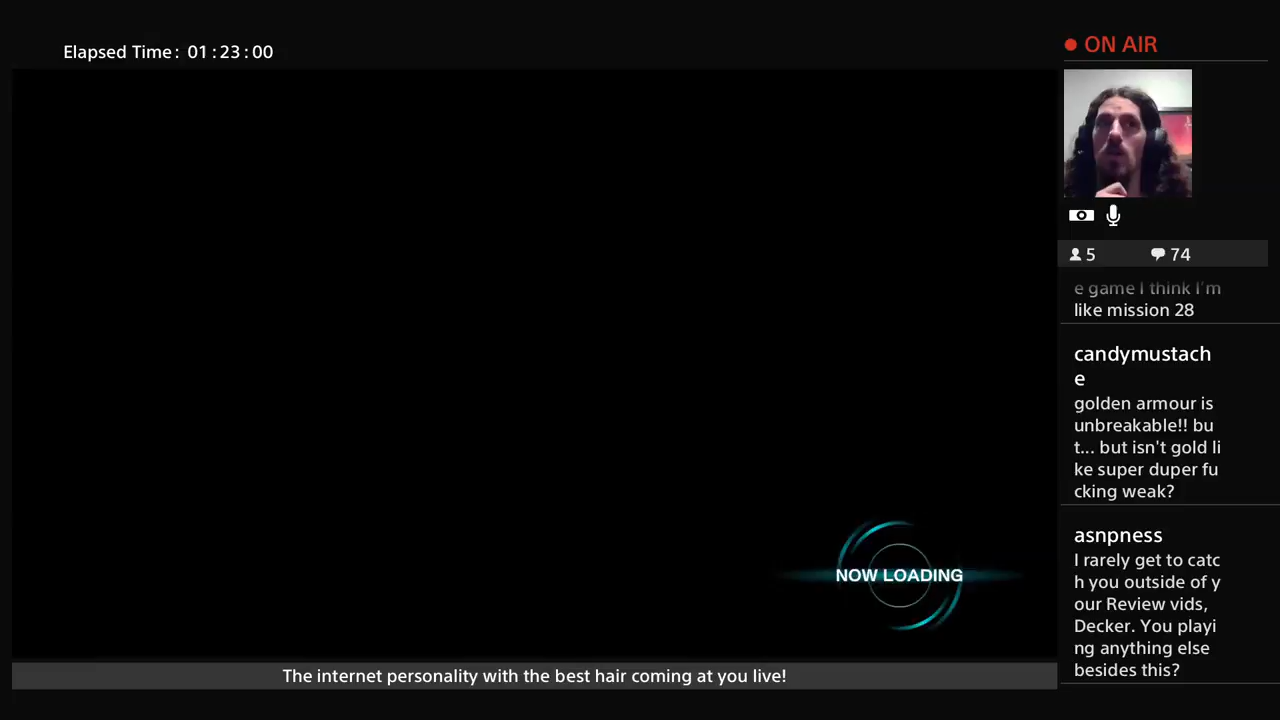 Elapsed Time: 01:23:00
ON AIR
5
74
e game I think I'm
like mission 28
candymustach
e
golden armour is
unbreakable!! bu
t... but isn't gold li
ke super duper fu
cking weak?
asnpness
I rarely get to catc
h you outside of y
our Review vids,
Decker. You playi
ng anything else
besides this?
NOW LOADING
The internet personality with the best hair coming at you live!